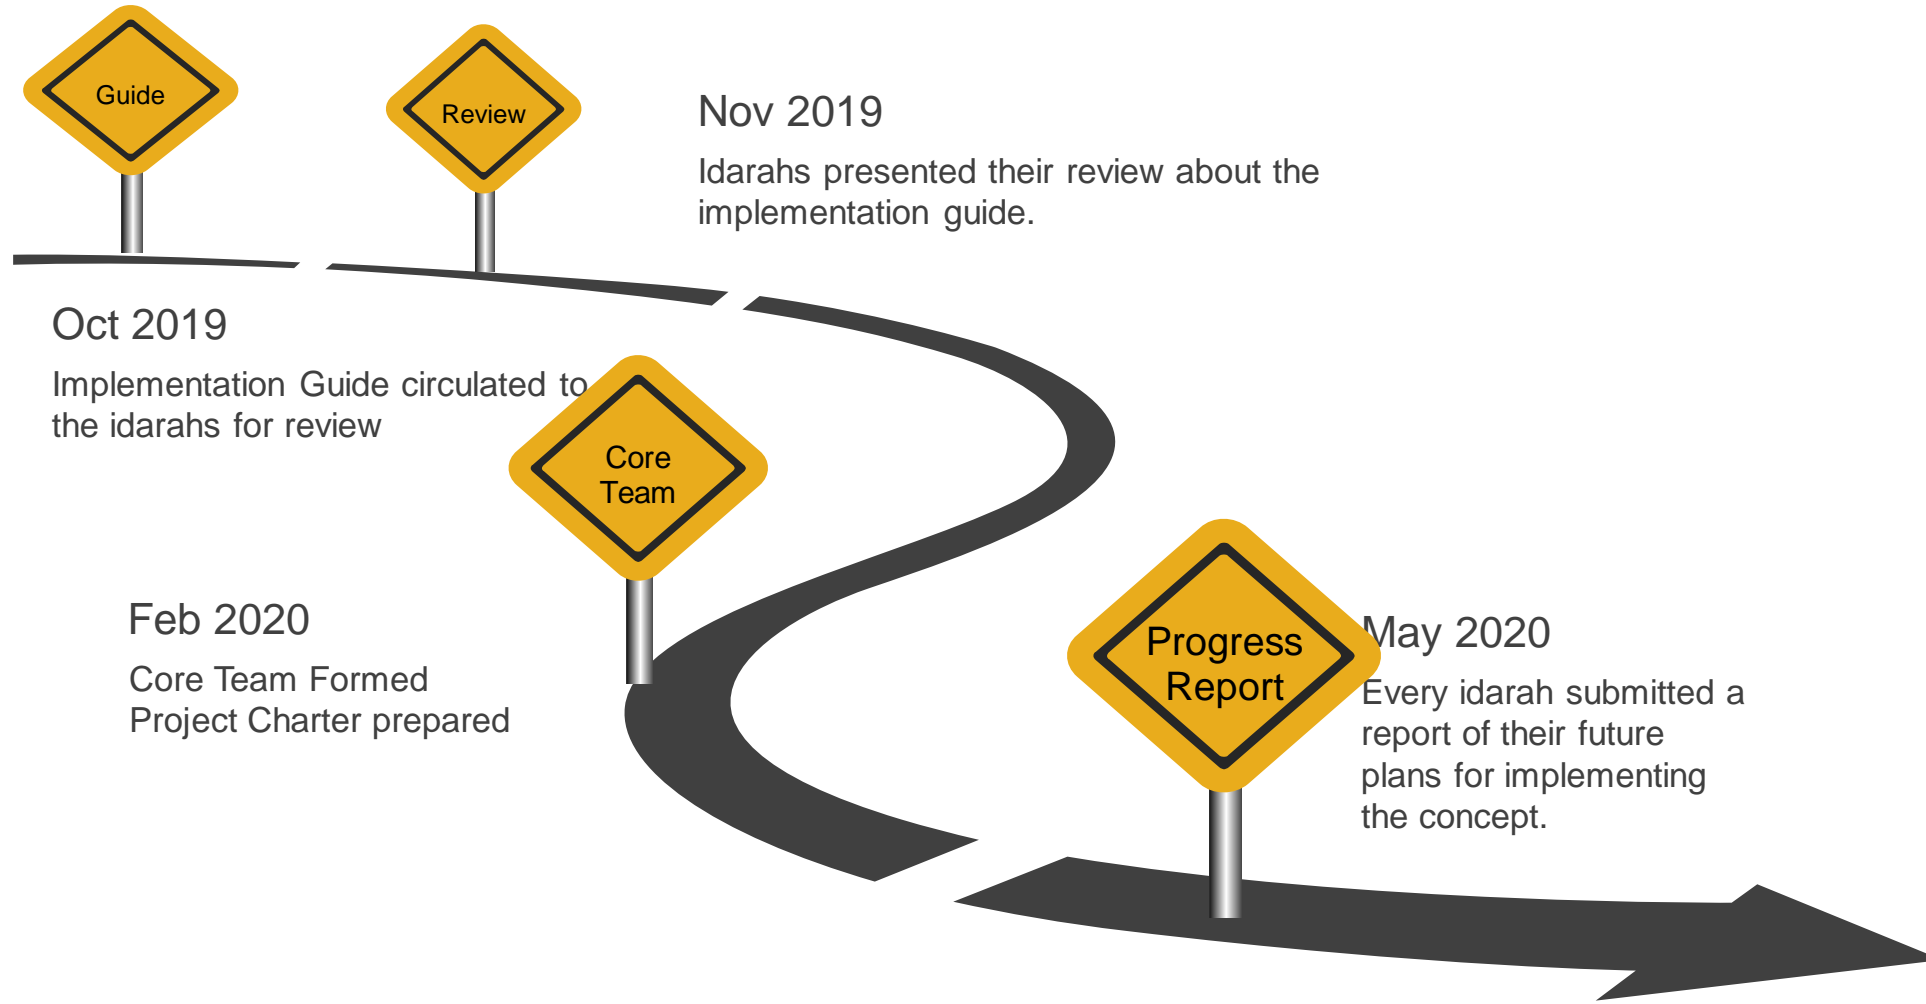 Guide
Review
Nov 2019
Idarahs presented their review about the
implementation guide.
Oct 2019
Implementation Guide circulated to
the idarahs for review
Core
Team
Feb 2020
Core Team Formed
Project Charter prepared
Progress
Report
May 2020
Every idarah submitted a
report of their future
plans for implementing
the concept.